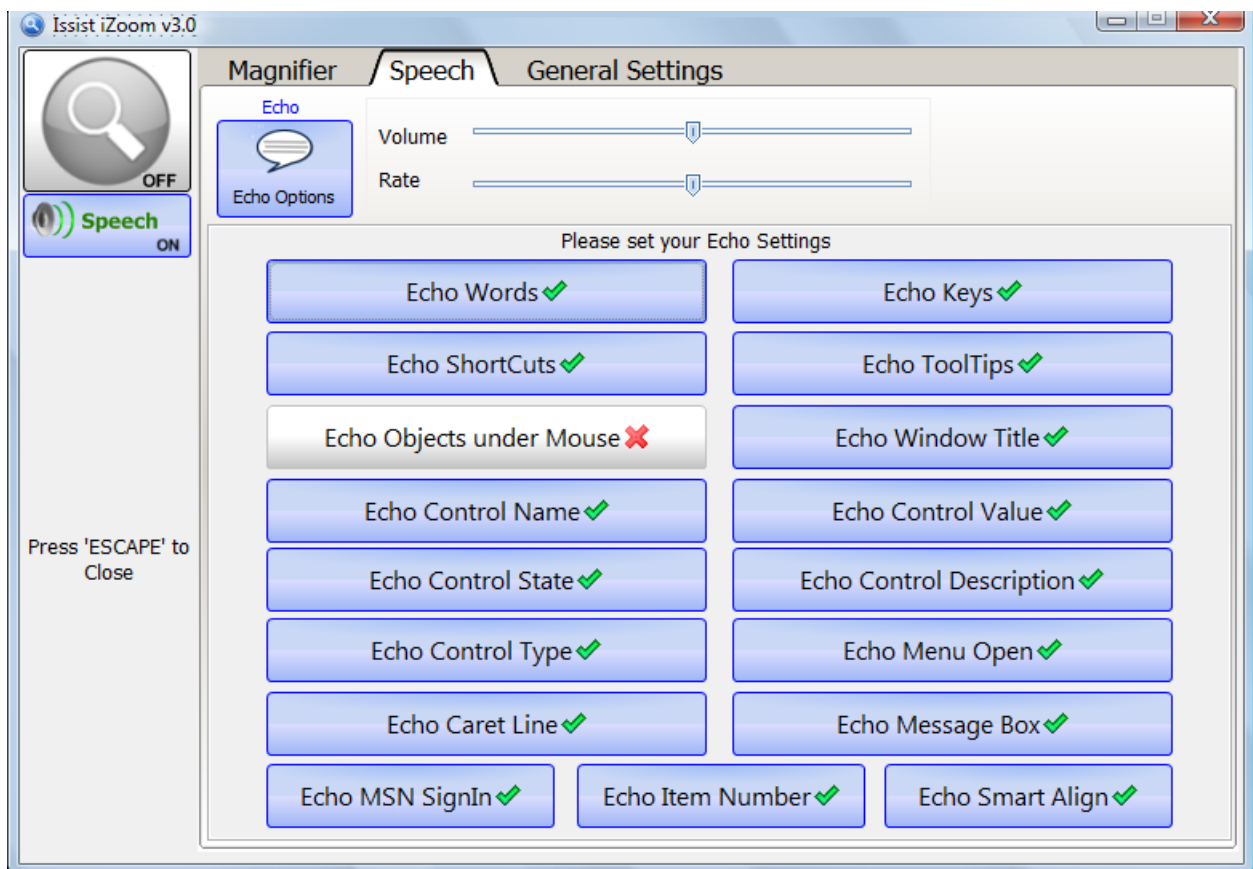 Issist iZoom v3.0
Magnifier Speech General Settings
OFF
Speech
ON
Press 'ESCAPE' to
Close
Echo
Echo Options
Volume
Rate
Please set your Echo Settings
Echo Words Echo Keys
Echo ShortCuts Echo ToolTips
Echo Objects under Mouse Echo Window Title
Echo Control Name Echo Control Value
Echo Control State Echo Control Description
Echo Control Type Echo Menu Open
Echo Caret Line Echo Message Box
Echo MSN SignIn Echo Item Number Echo Smart Align